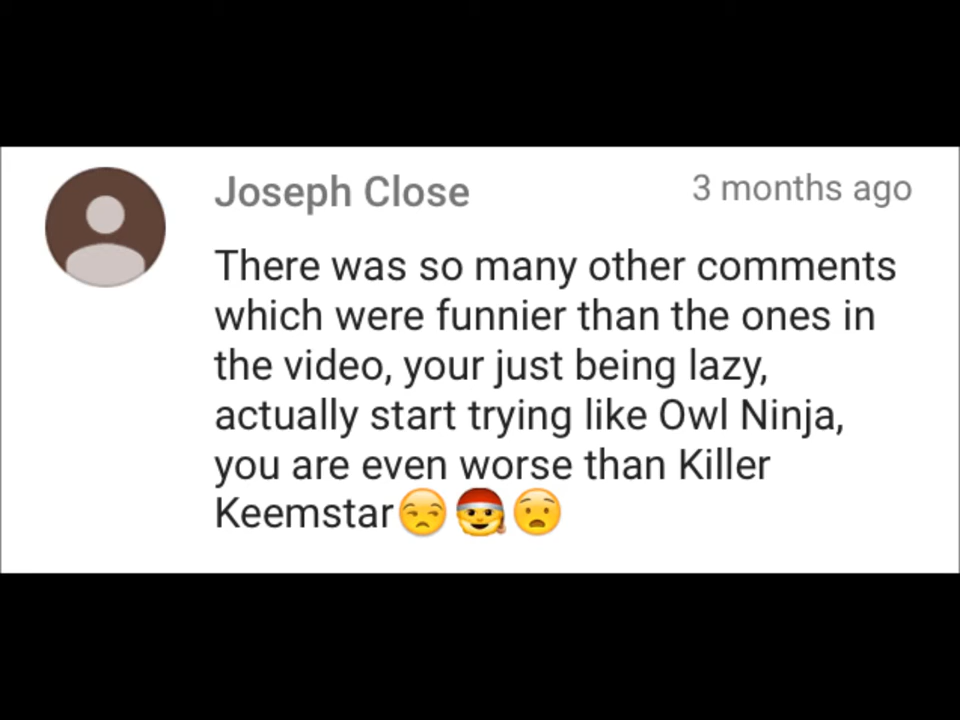 Joseph Close
3 months ago
There was so many other comments
which were funnier than the ones in
the video, your just being lazy,
actually start trying like Owl Ninja,
you are even worse than Killer
Keemstar😒🎅😧